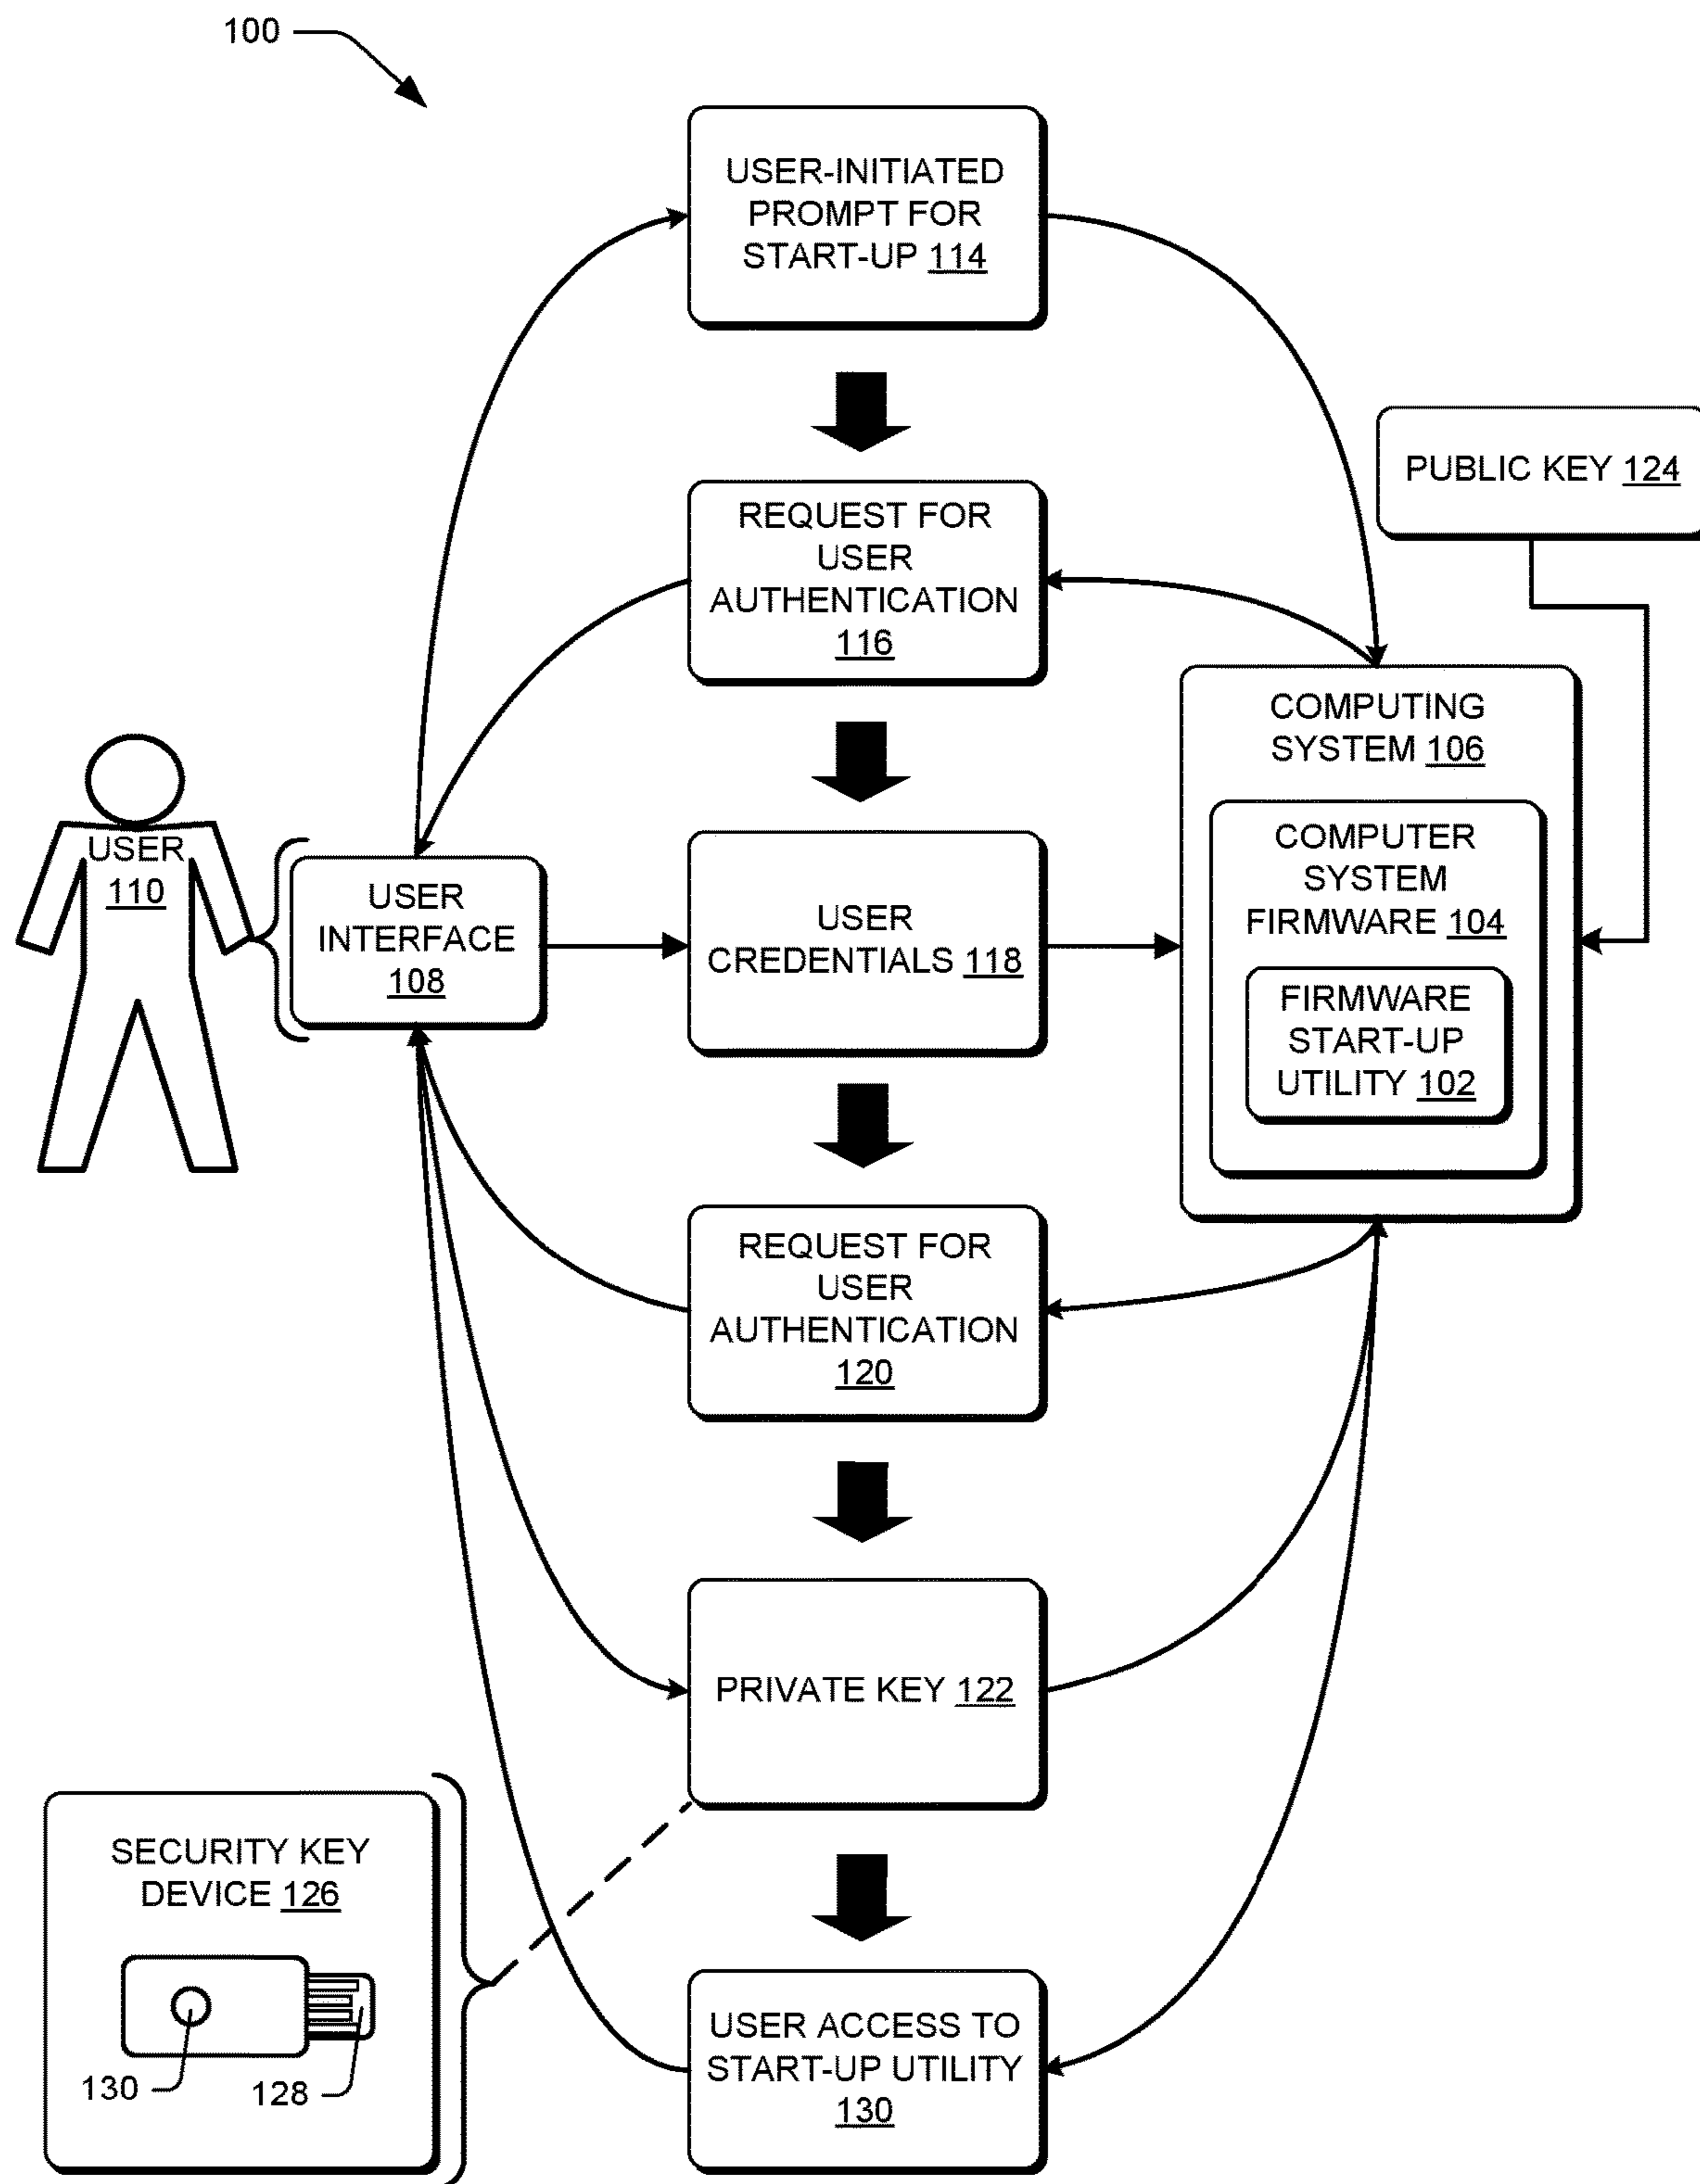 100
USER-INITIATED
PROMPT FOR
START-UP 114
PUBLIC KEY 124
REQUEST FOR
USER
AUTHENTICATION
116
COMPUTING
SYSTEM 106
COMPUTER
SYSTEM
FIRMWARE 104
FIRMWARE
START-UP
UTILITY 102
USER
110
USER
INTERFACE
108
USER
CREDENTIALS 118
REQUEST FOR
USER
AUTHENTICATION
120
PRIVATE KEY 122
SECURITY KEY
DEVICE 126
130
128
USER ACCESS TO
START-UP UTILITY
130